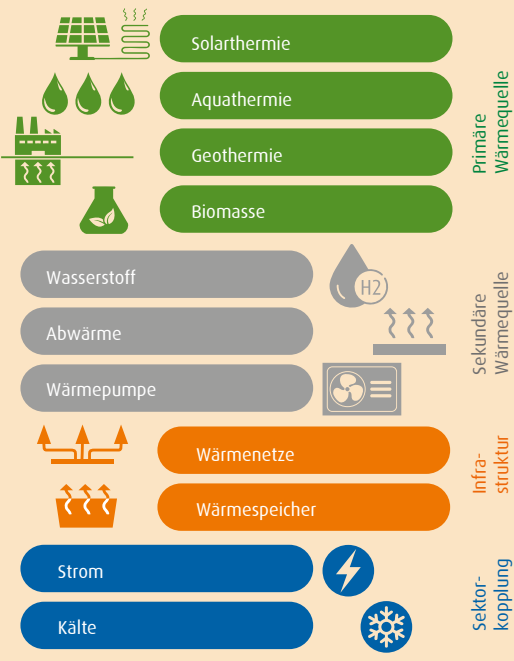 Solarthermie
Aquathermie
Geothermie
Biomasse
Primäre
Wärmequelle
Wasserstoff
H2
Abwärme
Wärmepumpe
Sekundäre
Wärmequelle
Wärmenetze
Wärmespeicher
Infra-
struktur
Strom
Kälte
Sektor-
kopplung